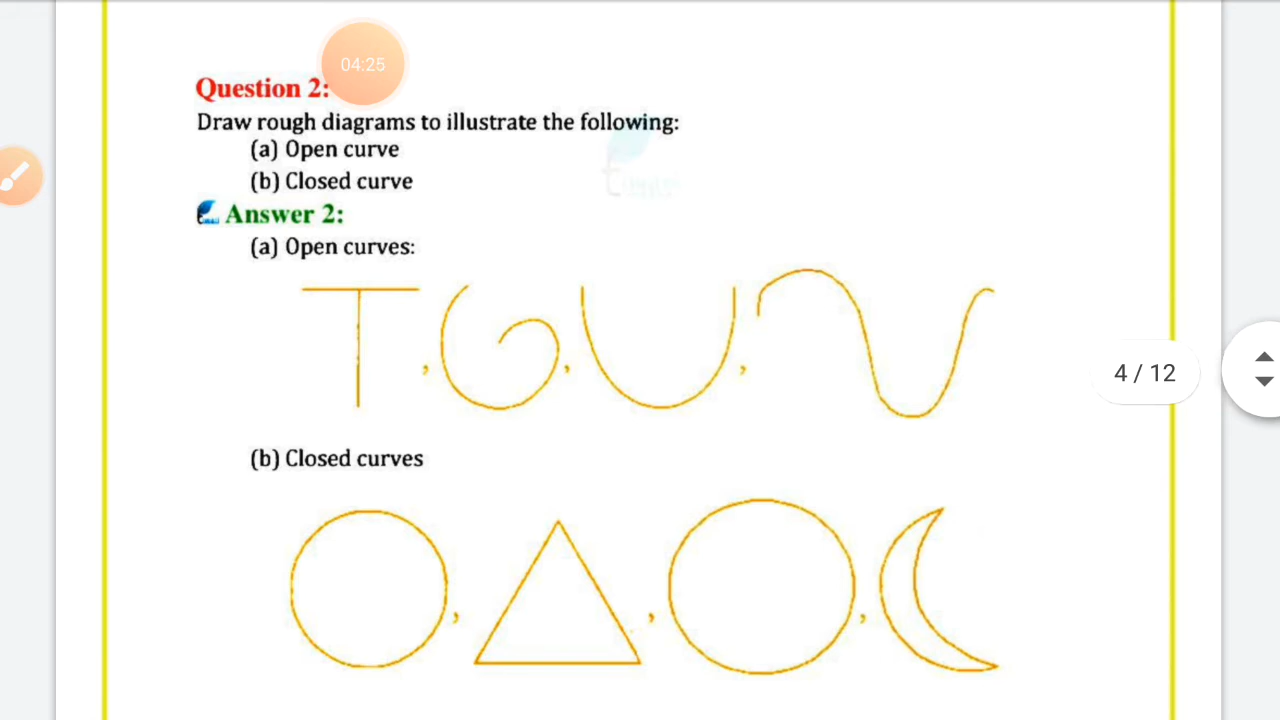 04:25
Question 2:
Draw rough diagrams to illustrate the following:
(a) Open curve
(b) Closed curve
Answer 2:
(a) Open curves:
, , ,
4 / 12
(b) Closed curves
, , ,